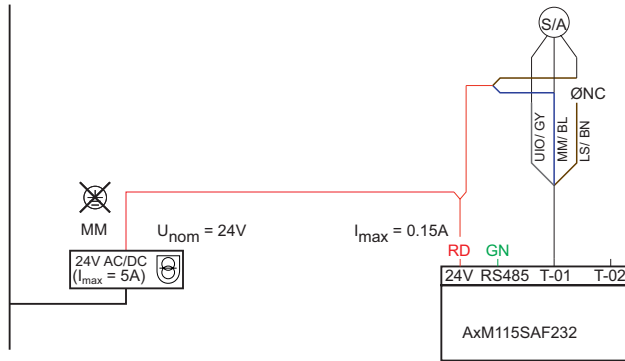 S/A
ØNC
UIO/ GY
MM/ BL
LS/ BN
MM
Unom = 24V
Imax = 0.15A
RD GN
24V AC/DC
(Imax = 5A)
24V RS485 T-01 T-02
AxM115SAF232